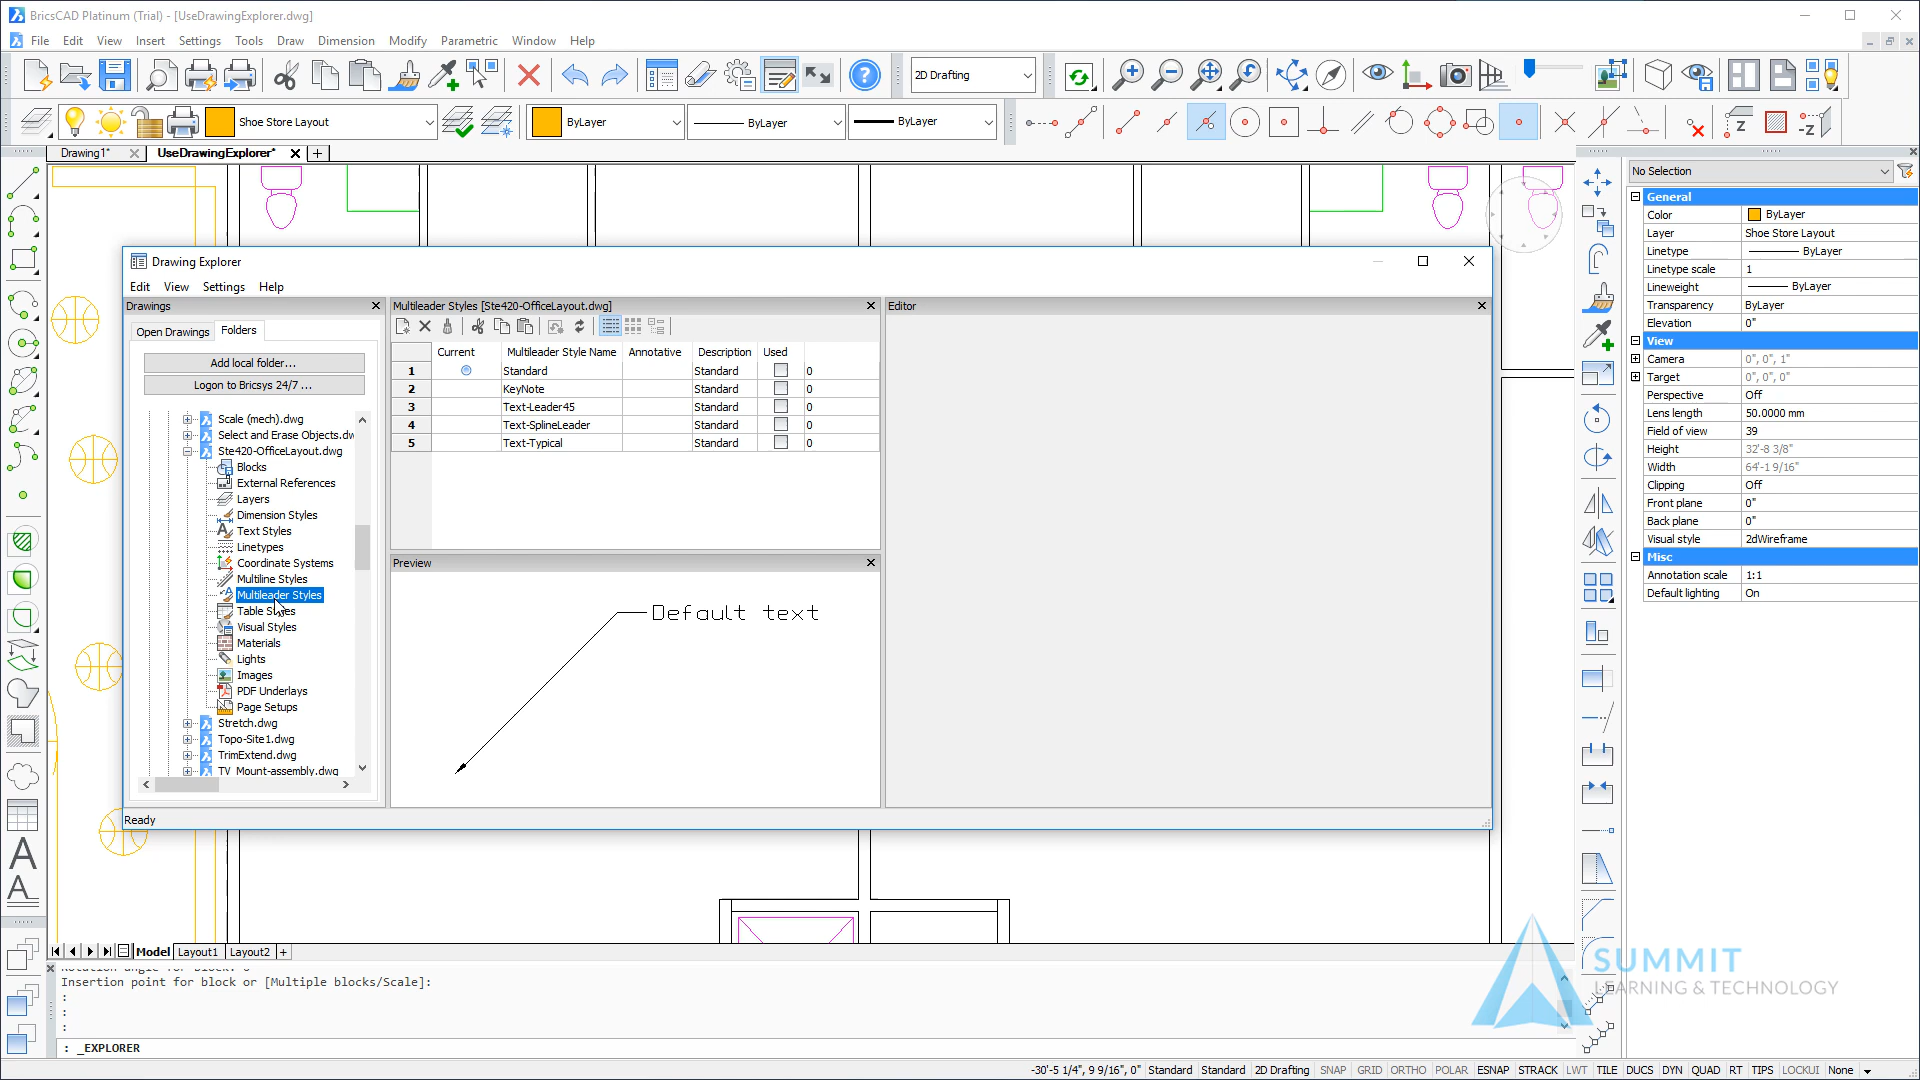 BricsCAD Platinum (Trial) - [UseDrawingExplorer.dwg]
File Edit View Insert Settings Tools Draw Dimension Modify Parametric Window Help
2D Drafting
Shoe Store Layout ByLayer ByLayer ByLayer
Drawing1* UseDrawingExplorer*
Drawing Explorer
Edit View Settings Help
Drawings
Open Drawings Folders
Add local folder...
Logon to Bricsys 24/7 ...
Scale (mech).dwg
Select and Erase Objects.dw
Ste420-OfficeLayout.dwg
Blocks
External References
Layers
Dimension Styles
Text Styles
Linetypes
Coordinate Systems
Multiline Styles
Multileader Styles
Table Styles
Visual Styles
Materials
Lights
Images
PDF Underlays
Page Setups
Stretch.dwg
Topo-Site1.dwg
TrimExtend.dwg
TV Mount-assembly.dwg
Ready
Multileader Styles [Ste420-OfficeLayout.dwg]
Current Multileader Style Name Annotative Description Used
1 Standard Standard 0
2 KeyNote Standard 0
3 Text-Leader45 Standard 0
4 Text-SplineLeader Standard 0
5 Text-Typical Standard 0
Preview
Default text
Editor
No Selection
General
Color ByLayer
Layer Shoe Store Layout
Linetype ByLayer
Linetype scale 1
Lineweight ByLayer
Transparency ByLayer
Elevation 0"
View
Camera 0", 0", 1"
Target 0", 0", 0"
Perspective Off
Lens length 50.0000 mm
Field of view 39
Height 32'-8 3/8"
Width 64'-1 9/16"
Clipping Off
Front plane 0"
Back plane 0"
Visual style 2dWireframe
Misc
Annotation scale 1:1
Default lighting On
Model Layout1 Layout2
Rotation angle for block: 0
Insertion point for block or [Multiple blocks/Scale]:
:
:
:
: _EXPLORER
SUMMIT
LEARNING & TECHNOLOGY
-30'-5 1/4", 9 9/16", 0" Standard Standard 2D Drafting SNAP GRID ORTHO POLAR ESNAP STRACK LWT TILE DUCS DYN QUAD RT TIPS LOCKUI None